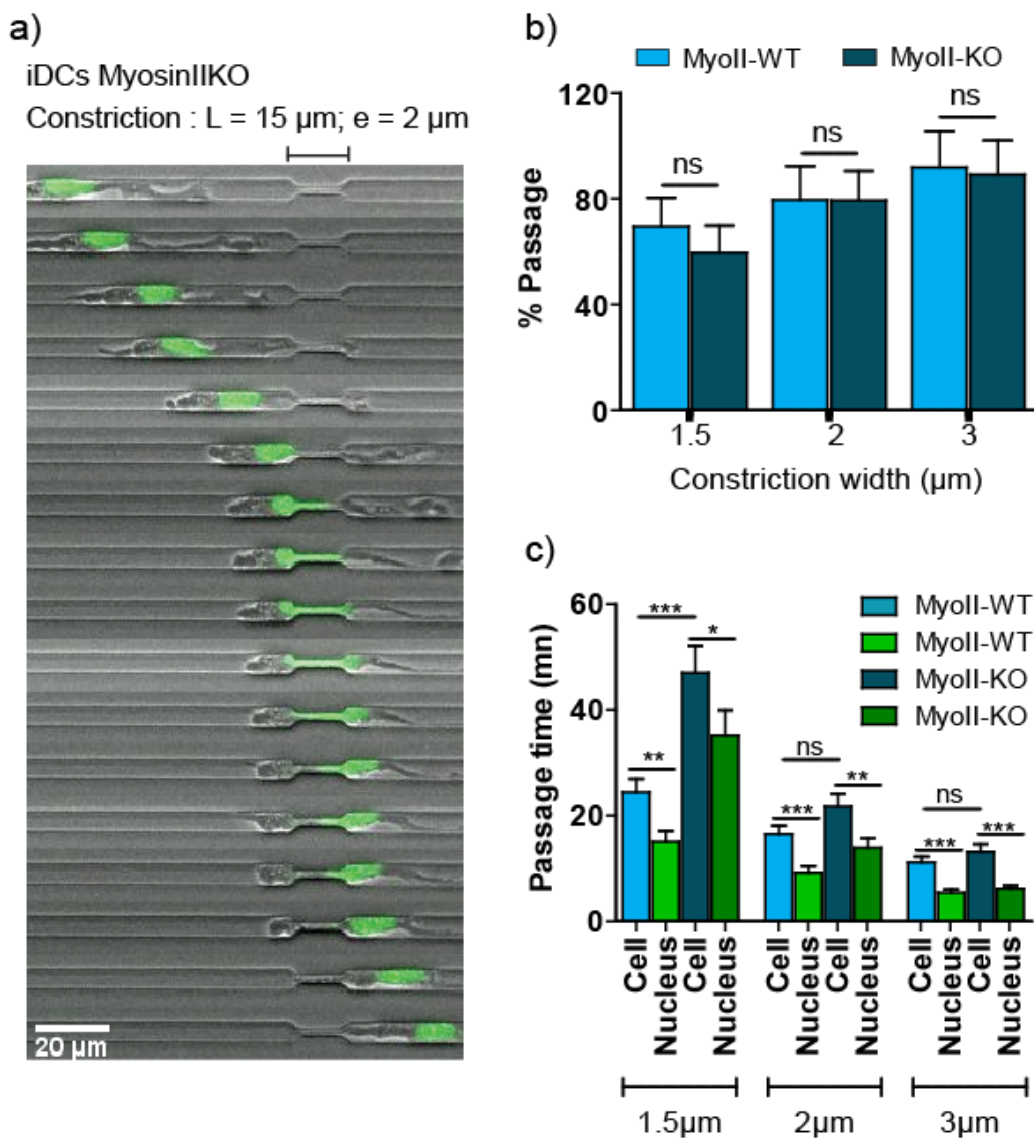 a)
iDCs MyosinIIKO
Constriction : L = 15 µm; e = 2 µm
20 µm
b)
MyoII-WT MyoII-KO
120
80
40
0
% Passage
ns ns ns
1.5 2 3
Constriction width (µm)
c)
MyoII-WT
MyoII-WT
MyoII-KO
MyoII-KO
60
40
20
0
Passage time (mn)
*** * ** ns ** *** ns *** ***
Cell Nucleus Cell Nucleus Cell Nucleus Cell Nucleus Cell Nucleus Cell Nucleus
1.5µm 2µm 3µm